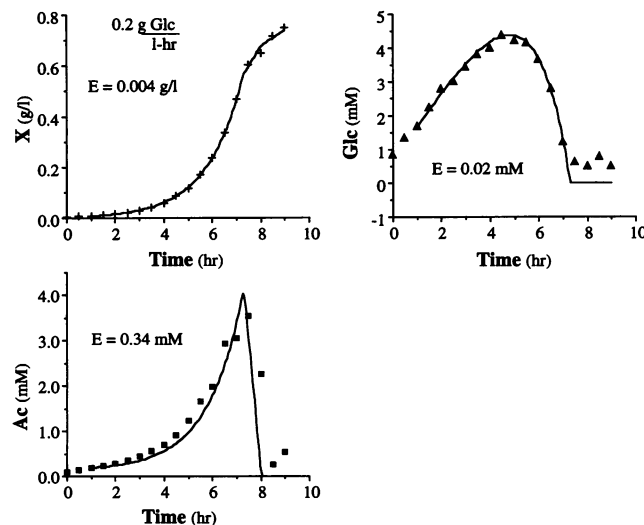 0.2 g Glc
l-hr
E = 0.004 g/l
X (g/l)
0.8
0.6
0.4
0.2
0.0
0 2 4 6 8 10
Time (hr)
Glc (mM)
5
4
3
2
1
0
-1
E = 0.02 mM
0 2 4 6 8 10
Time (hr)
Ac (mM)
4.0
3.0
2.0
1.0
0.0
E = 0.34 mM
0 2 4 6 8 10
Time (hr)